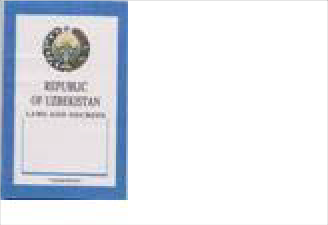 REPUBLIC
OF UZBEKISTAN
LAWS AND DECREES